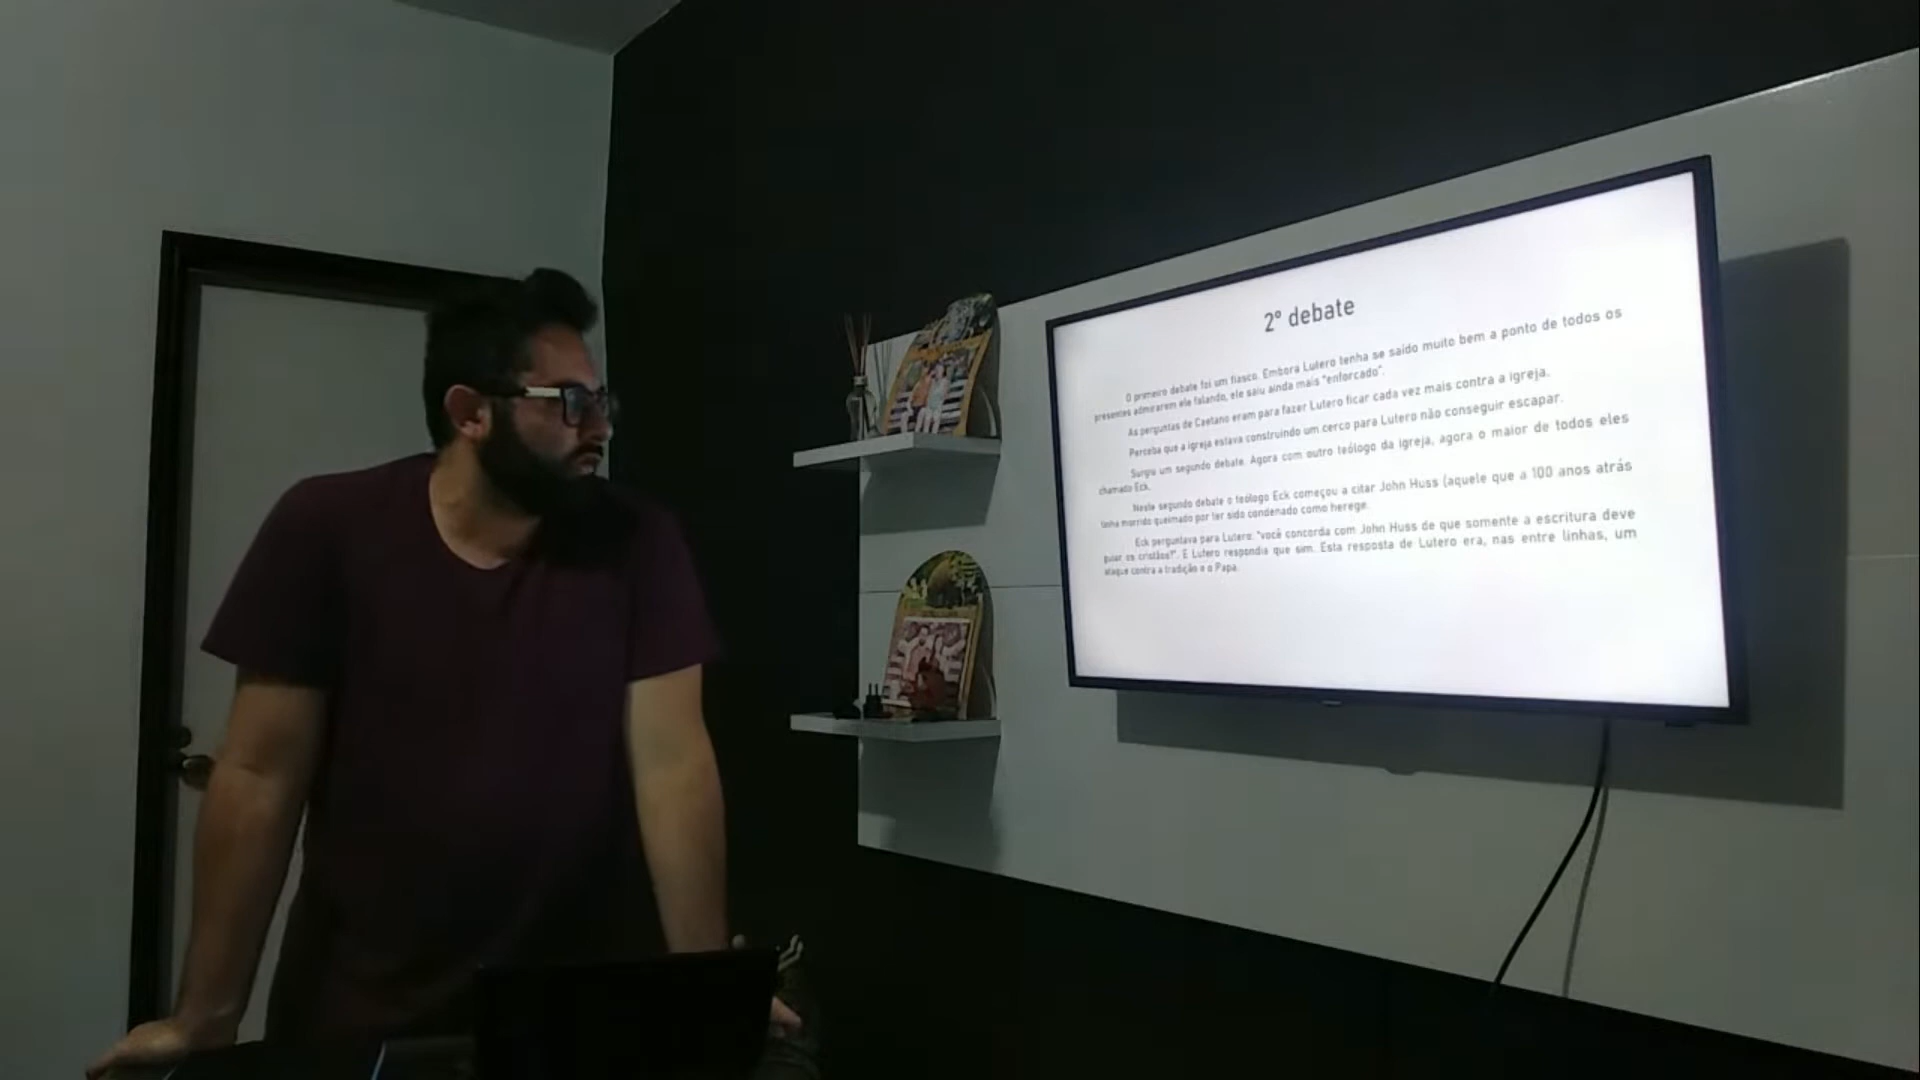 2º debate
O primeiro debate foi um fiasco. Embora Lutero tenha se saído muito bem a ponto de todos os
presentes admirarem ele falando, ele saiu ainda mais "enforcado".
As perguntas de Caetano eram para fazer Lutero ficar cada vez mais contra a igreja.
Perceba que a igreja estava construindo um cerco para Lutero não conseguir escapar.
Surgiu um segundo debate. Agora com outro teólogo da igreja, agora o maior de todos eles
chamado Eck.
Neste segundo debate o teólogo Eck começou a citar John Huss (aquele que a 100 anos atrás
tinha morrido queimado por ter sido condenado como herege.
Eck perguntava para Lutero: "você concorda com John Huss de que somente a escritura deve
guiar os cristãos?". E Lutero respondia que sim. Esta resposta de Lutero era, nas entre linhas, um
ataque contra a tradição e o Papa.